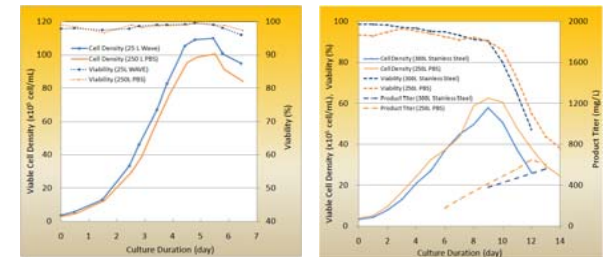 120
100
80
60
40
20
0
0 1 2 3 4 5 6 7
100
90
80
70
60
50
40
Viable Cell Density (x10⁵ cell/mL)
Culture Duration (day)
Viability (%)
Cell Density (25 L Wave)
Cell Density (250 L PBS)
Viability (25L WAVE)
Viability (250L PBS)
100%
80%
60
40
20
0
0 2 4 6 8 10 12 14
2000
1600
1200
800
400
0
Viable Cell Density (x10⁵ cell/mL), Viability (%)
Culture Duration (day)
Product Titer (mg/L)
Cell Density (300L Stainless Steel)
Cell Density (250L PBS)
Viability (300L Stainless Steel)
Viability (250L PBS)
Product Titer (300L Stainless Steel)
Product Titer (250L PBS)